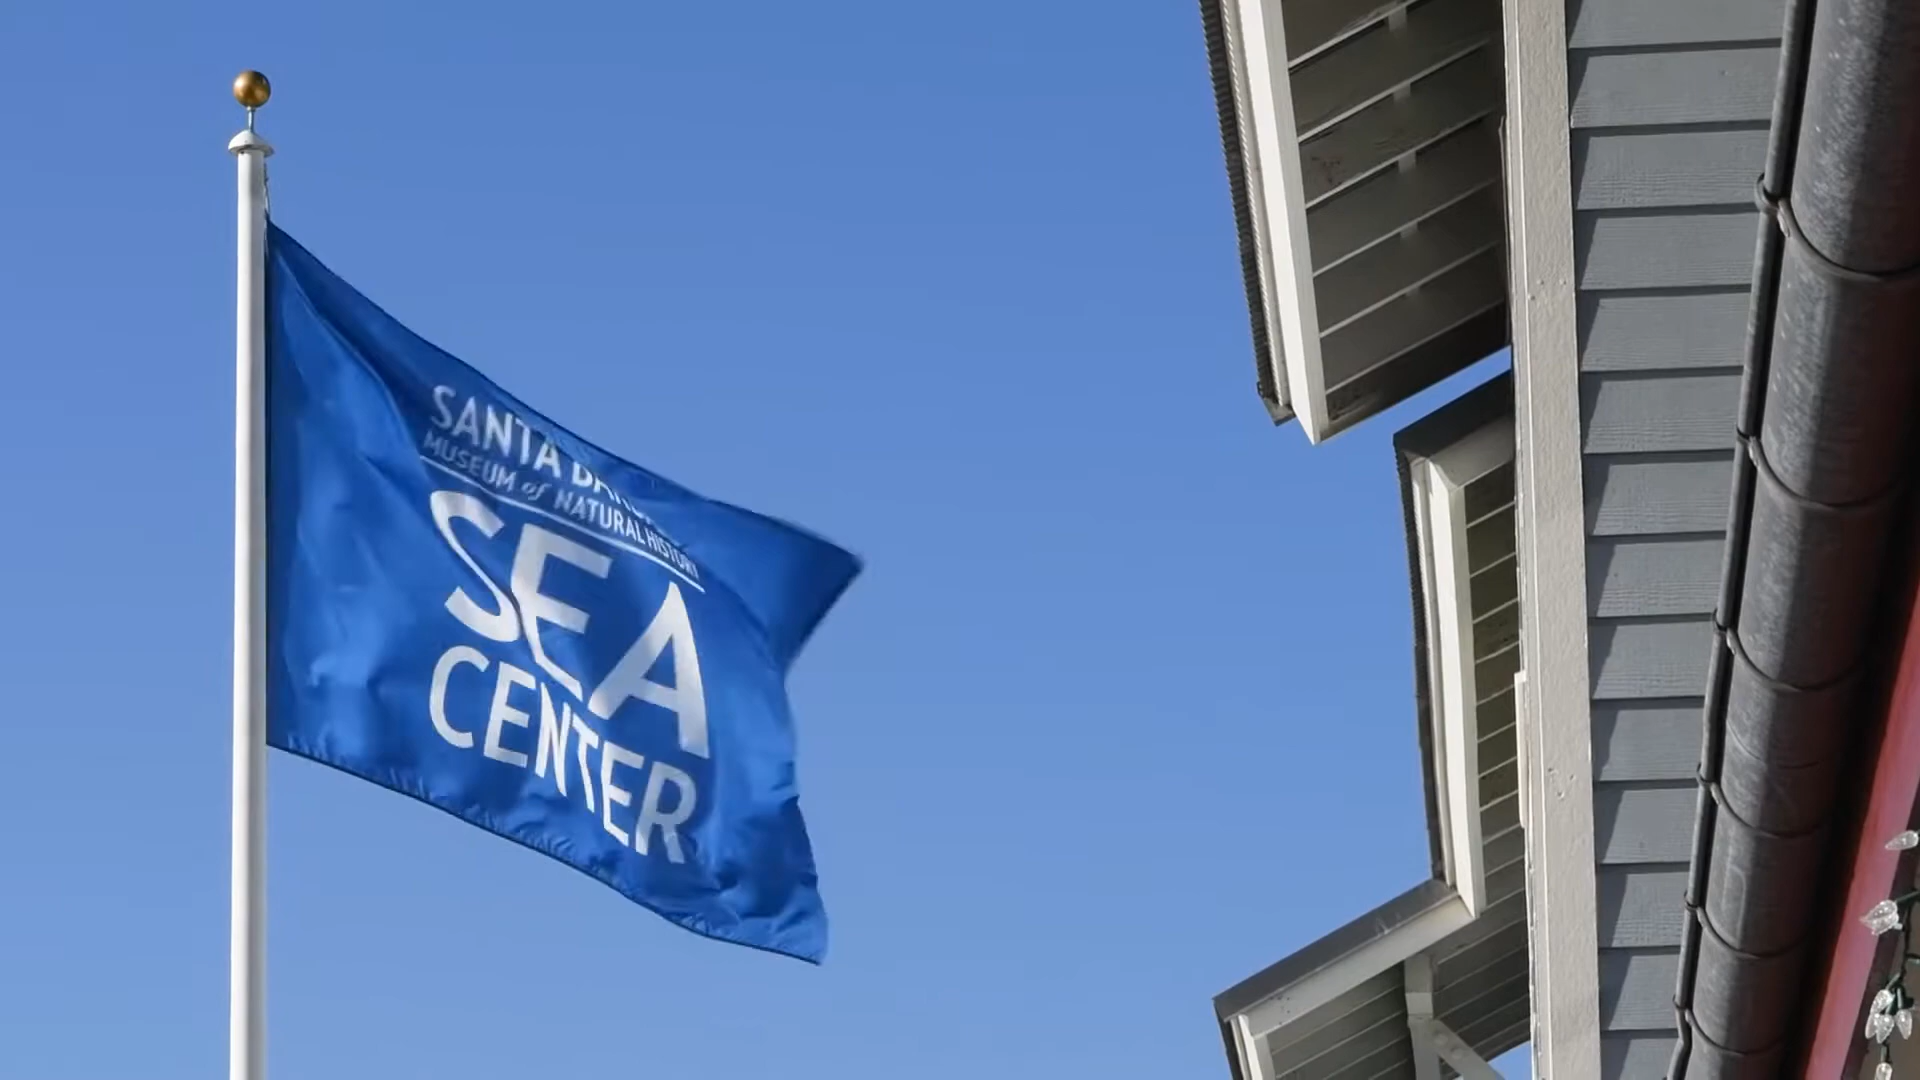 SANTA
MUSEUM of NATURAL HISTORY
SEA
CENTER